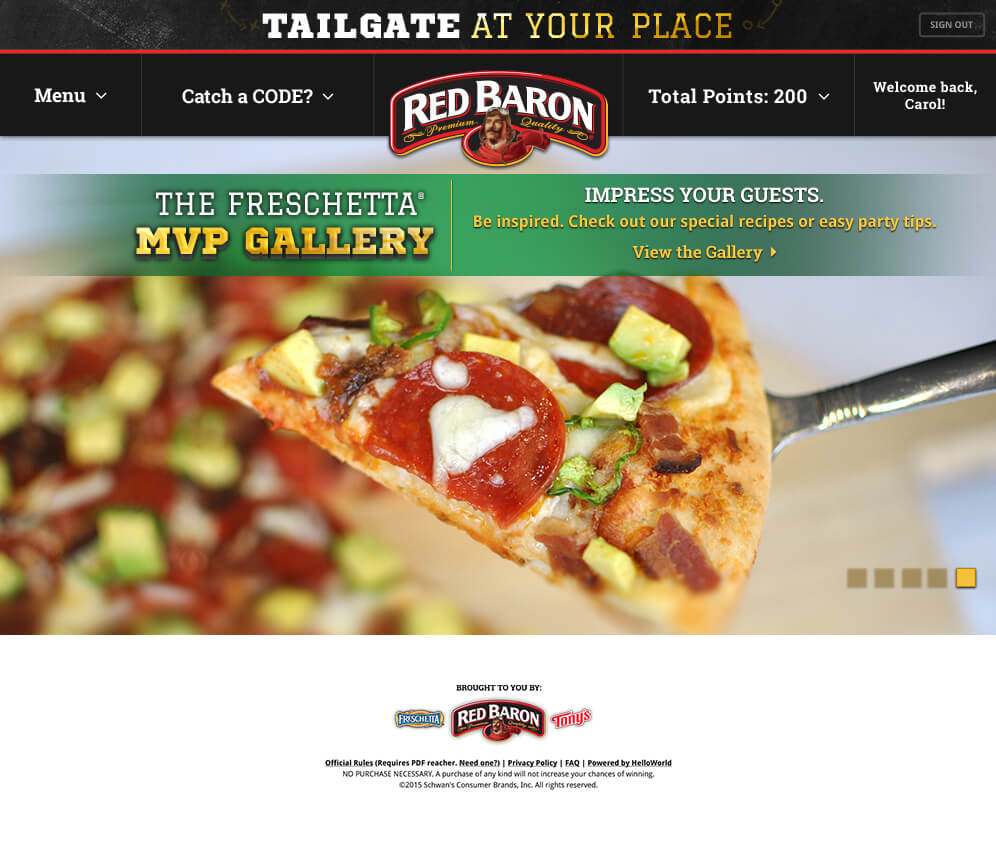 TAILGATE AT YOUR PLACE
SIGN OUT
Menu
Catch a CODE?
RED BARON
Premium Quality
Total Points: 200
Welcome back,
Carol!
THE FRESCHETTA®
MVP GALLERY
IMPRESS YOUR GUESTS.
Be inspired. Check out our special recipes or easy party tips.
View the Gallery
BROUGHT TO YOU BY:
FRESCHETTA
RED BARON
Premium Quality
Tony's
Official Rules (Requires PDF reacher. Need one?) | Privacy Policy | FAQ | Powered by HelloWorld
NO PURCHASE NECESSARY. A purchase of any kind will not increase your chances of winning.
©2015 Schwan's Consumer Brands, Inc. All rights reserved.